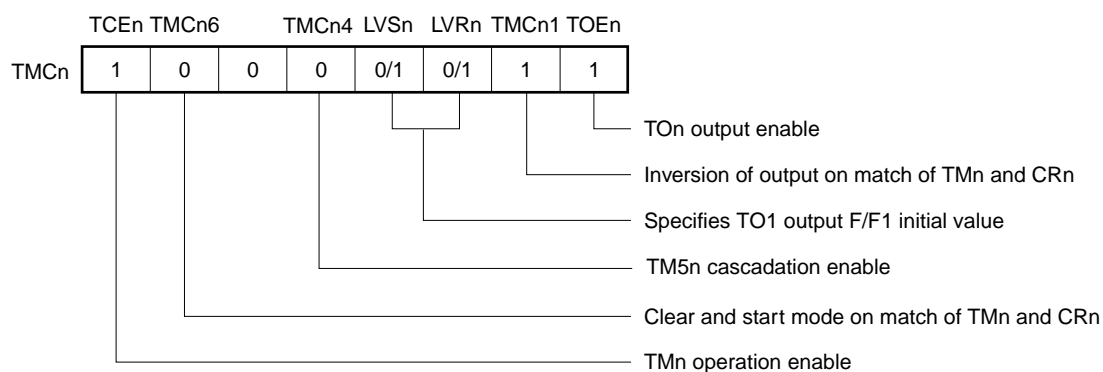 TCEn TMCn6 TMCn4 LVSn LVRn TMCn1 TOEn
TMCn 1 0 0 0 0/1 0/1 1 1
TOn output enable
Inversion of output on match of TMn and CRn
Specifies TO1 output F/F1 initial value
TM5n cascadation enable
Clear and start mode on match of TMn and CRn
TMn operation enable